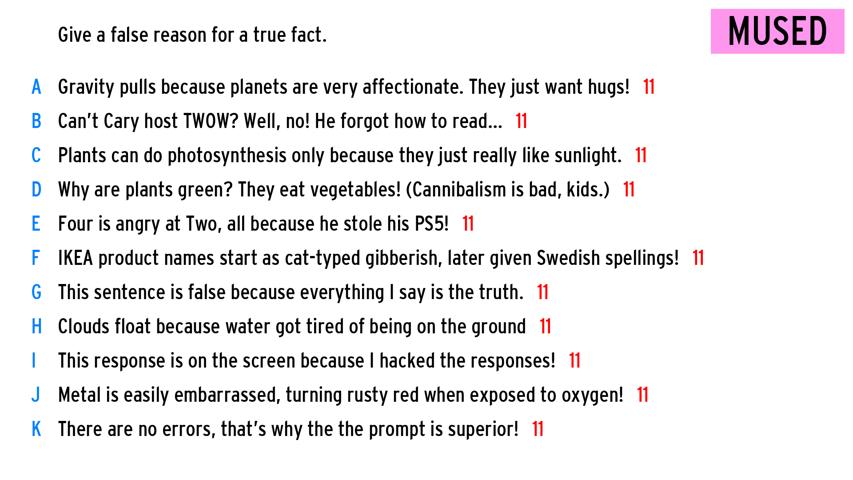 Give a false reason for a true fact.
MUSED
A Gravity pulls because planets are very affectionate. They just want hugs! 11
B Can't Cary host TWOW? Well, no! He forgot how to read... 11
C Plants can do photosynthesis only because they just really like sunlight. 11
D Why are plants green? They eat vegetables! (Cannibalism is bad, kids.) 11
E Four is angry at Two, all because he stole his PS5! 11
F IKEA product names start as cat-typed gibberish, later given Swedish spellings! 11
G This sentence is false because everything I say is the truth. 11
H Clouds float because water got tired of being on the ground 11
I This response is on the screen because I hacked the responses! 11
J Metal is easily embarrassed, turning rusty red when exposed to oxygen! 11
K There are no errors, that's why the the prompt is superior! 11